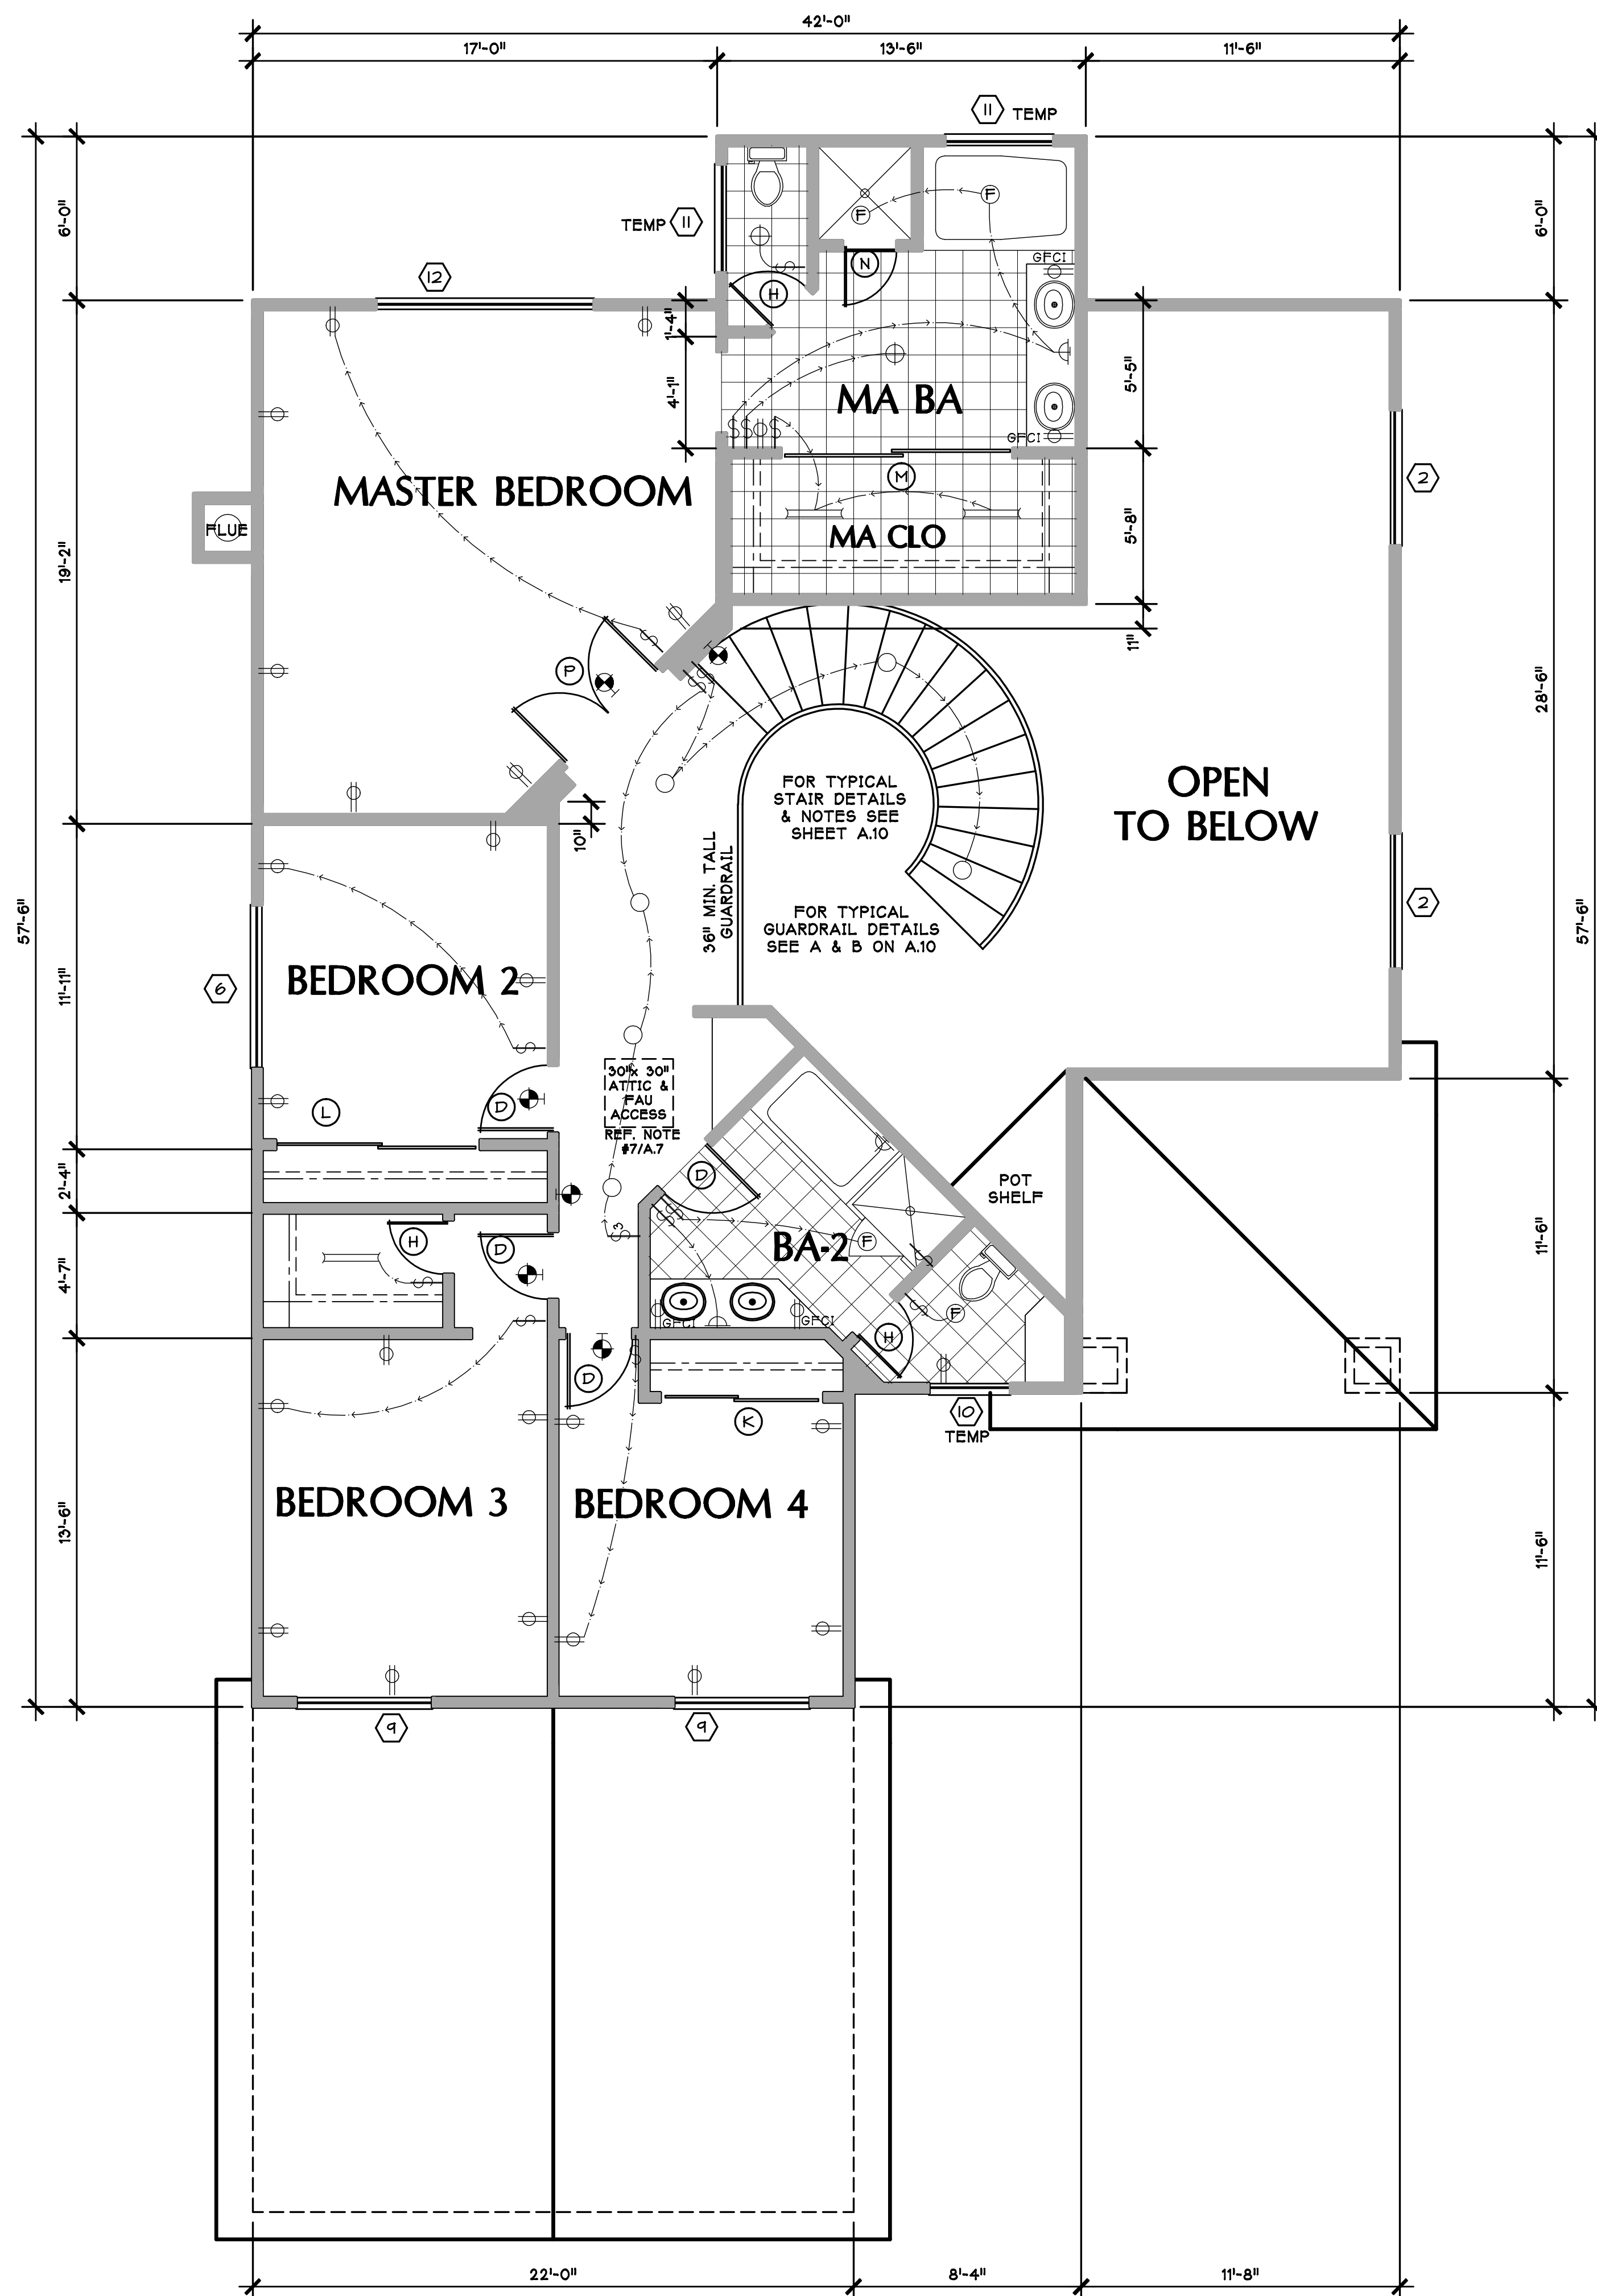 42'-0"
17'-0"
13'-6"
11'-6"
11 TEMP
TEMP 11
12
6'-0"
6'-0"
F
F
GFCI
N
H
1'-4"
4'-1"
5'-5"
MA BA
GFCI
MASTER BEDROOM
M
2
FLUE
MA CLO
5'-8"
19'-2"
11"
28'-6"
P
OPEN
TO BELOW
FOR TYPICAL
STAIR DETAILS
& NOTES SEE
SHEET A.10
10"
36" MIN. TALL
GUARDRAIL
FOR TYPICAL
GUARDRAIL DETAILS
SEE A & B ON A.10
2
57'-6"
57'-6"
11'-11"
6
BEDROOM 2
30"x 30"
ATTIC &
FAU
ACCESS
REF. NOTE
#7/A.7
L
D
D
POT
SHELF
2'-4"
$3
H
D
BA-2
F
11'-6"
4'-7"
GFCI
GFCI
F
H
D
K
10
TEMP
BEDROOM 3
BEDROOM 4
13'-6"
11'-6"
9
9
22'-0"
8'-4"
11'-8"